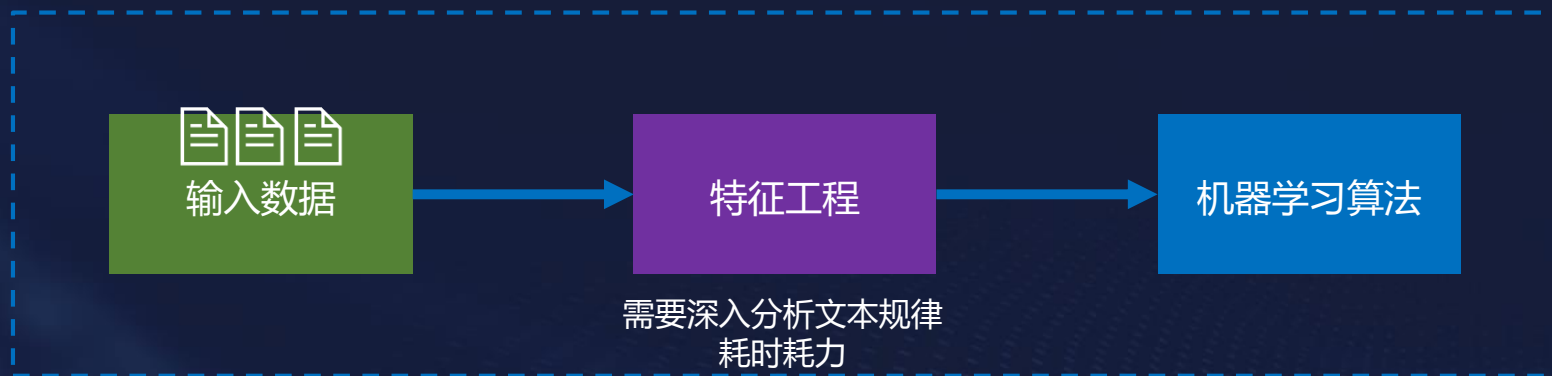 输入数据
特征工程
机器学习算法
需要深入分析文本规律
耗时耗力